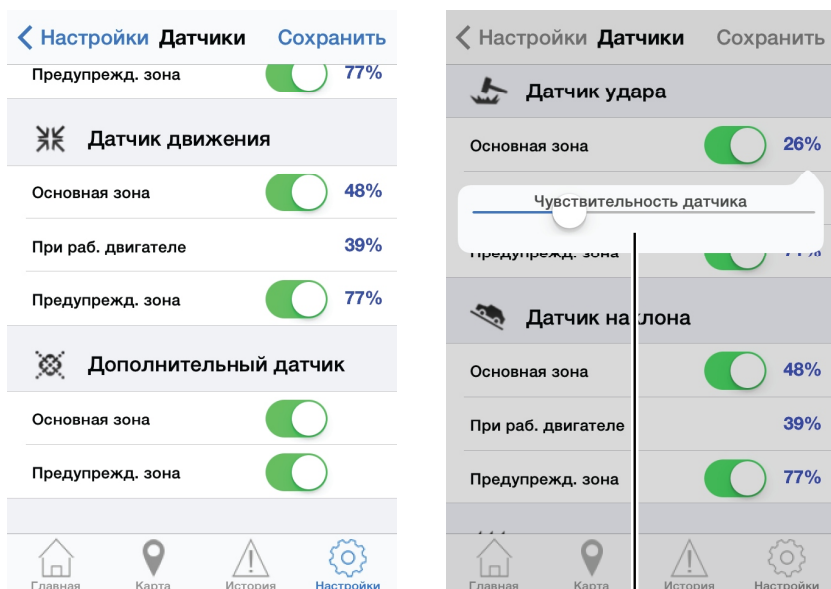 Настройки Датчики Сохранить
Предупрежд. зона 77%
Датчик движения
Основная зона 48%
При раб. двигателе 39%
Предупрежд. зона 77%
Дополнительный датчик
Основная зона
Предупрежд. зона
Главная Карта История Настройки
Настройки Датчики Сохранить
Датчик удара
Основная зона 26%
Чувствительность датчика
Предупрежд. зона
Датчик наклона
Основная зона 48%
При раб. двигателе 39%
Предупрежд. зона 77%
Главная Карта История Настройки